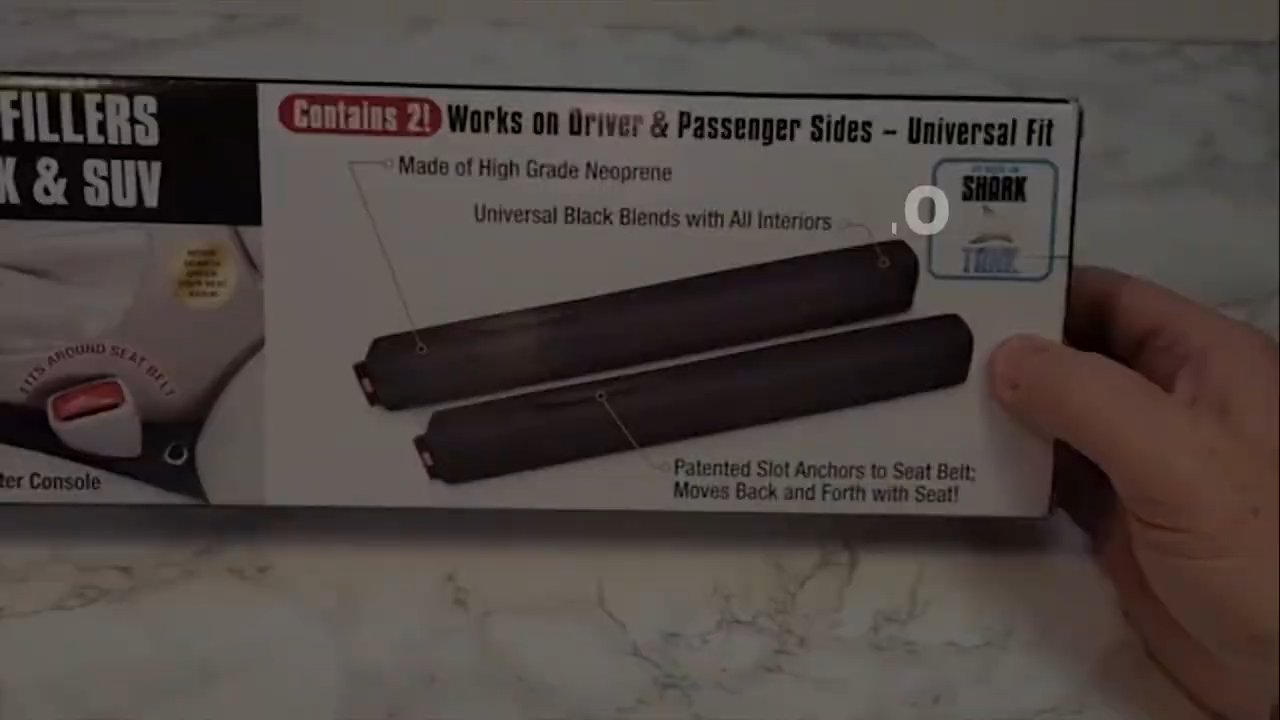 FILLERS
K & SUV
Contains 2! Works on Driver & Passenger Sides – Universal Fit
Made of High Grade Neoprene
Universal Black Blends with All Interiors
SHARK
TANK
.O
FITS AROUND SEAT BELT
ter Console
Patented Slot Anchors to Seat Belt;
Moves Back and Forth with Seat!